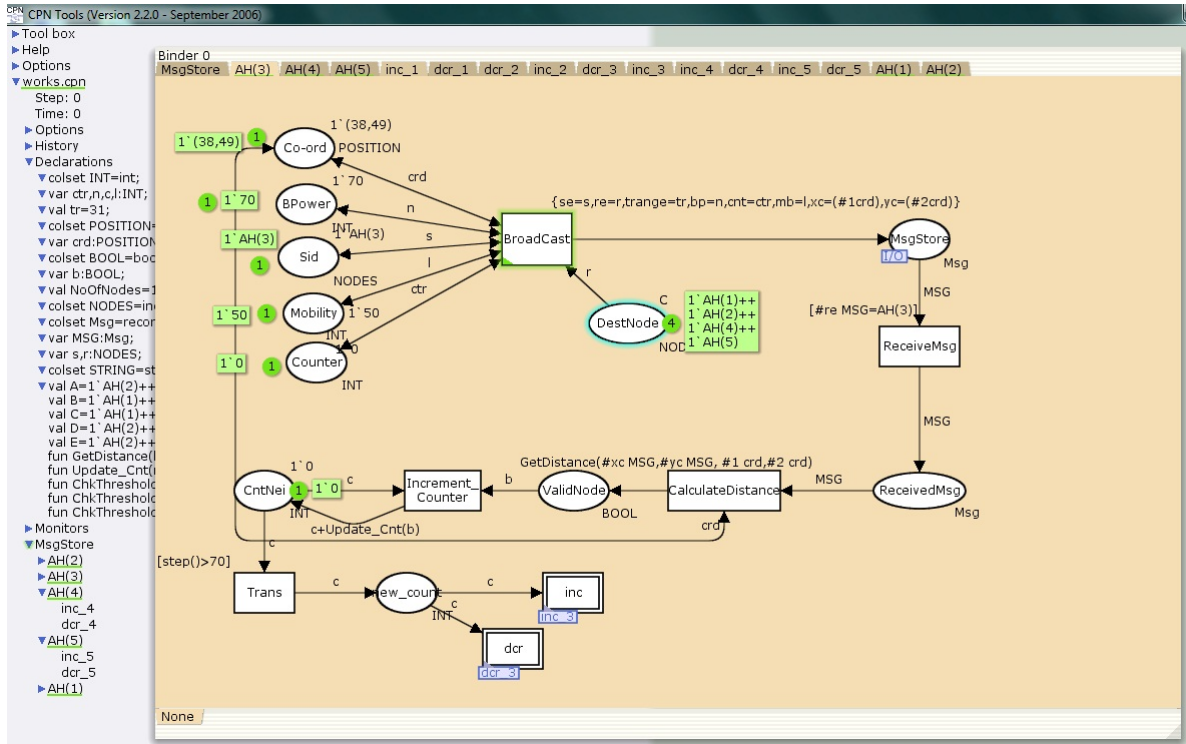 CPN Tools (Version 2.2.0 - September 2006)
Tool box
Help
Options
works.cpn
Step: 0
Time: 0
Options
History
Declarations
colset INT=int;
var ctr,n,c,l:INT;
val tr=31;
colset POSITION=
var crd:POSITION
colset BOOL=boo
var b:BOOL;
val NoOfNodes=1
colset NODES=in
colset Msg=recor
var MSG:Msg;
var s,r:NODES;
colset STRING=st
val A=1`AH(2)++
val B=1`AH(1)++
val C=1`AH(1)++
val D=1`AH(2)++
val E=1`AH(2)++
fun GetDistance(
fun Update_Cnt(
fun ChkThreshol
fun ChkThreshol
fun ChkThreshol
Monitors
MsgStore
AH(2)
AH(3)
AH(4)
inc_4
dcr_4
AH(5)
inc_5
dcr_5
AH(1)
Binder 0
MsgStore AH(3) AH(4) AH(5) inc_1 dcr_1 dcr_2 inc_2 dcr_3 inc_3 inc_4 dcr_4 inc_5 dcr_5 AH(1) AH(2)
1`(38,49)
1`(38,49) 1 Co-ord POSITION
crd
1`70
1 1`70 BPower n
INT
1`AH(3)
1`AH(3) s
1 Sid
NODES
l
1`50 1 Mobility 1`50
INT
ctr
1`0 1 Counter
INT
BroadCast
{se=s,re=r,trange=tr,bp=n,cnt=ctr,mb=l,xc=(#1crd),yc=(#2crd)}
MsgStore
I/O Msg
r
C
DestNode 4
1`AH(1)++
1`AH(2)++
1`AH(4)++
1`AH(5)
MSG
[#re MSG=AH(3)]
ReceiveMsg
MSG
GetDistance(#xc MSG,#yc MSG, #1 crd,#2 crd)
1`0
CntNei 1 1`0 c Increment_
Counter
b ValidNode CalculateDistance MSG ReceivedMsg
INT
BOOL
Msg
c+Update_Cnt(b)
crd
c
[step()>70]
Trans c new_count c inc
inc_3
c
INT
dcr
dcr_3
None